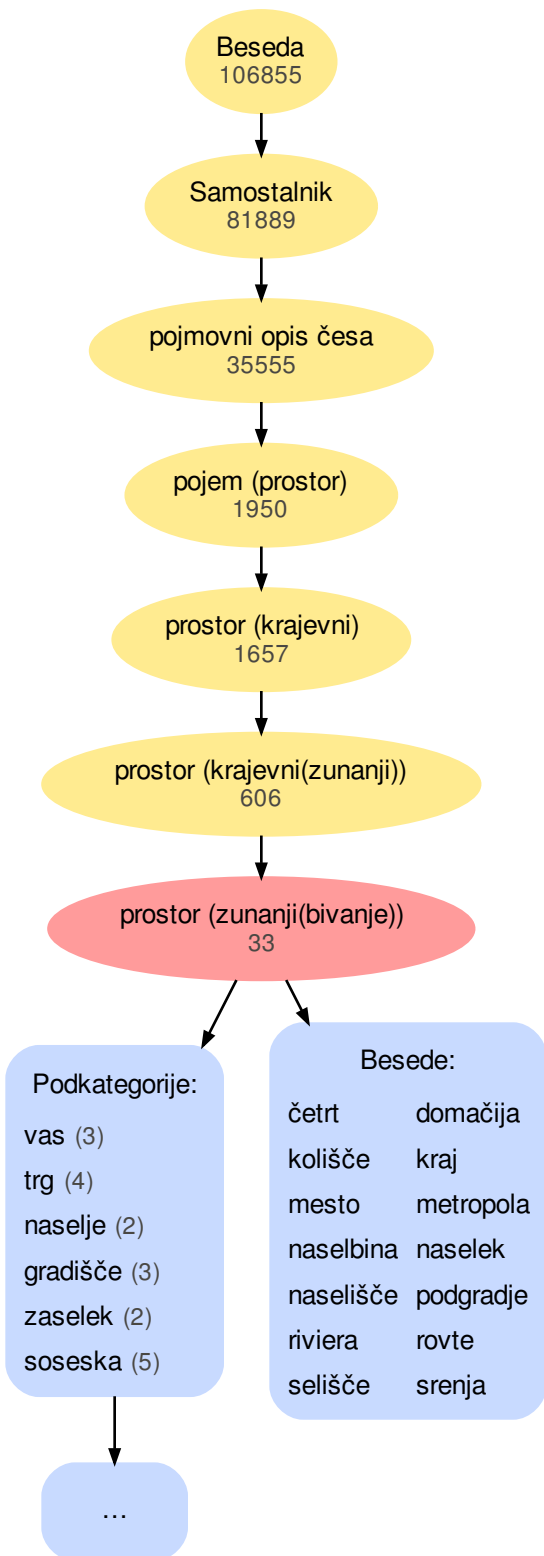 Beseda
106855
Samostalnik
81889
pojmovni opis česa
35555
pojem (prostor)
1950
prostor (krajevni)
1657
prostor (krajevni(zunanji))
606
prostor (zunanji(bivanje))
33
Podkategorije:
vas (3)
trg (4)
naselje (2)
gradišče (3)
zaselek (2)
soseska (5)
...
Besede:
četrt domačija
kolišče kraj
mesto metropola
naselbina naselek
naselišče podgradje
riviera rovte
selišče srenja